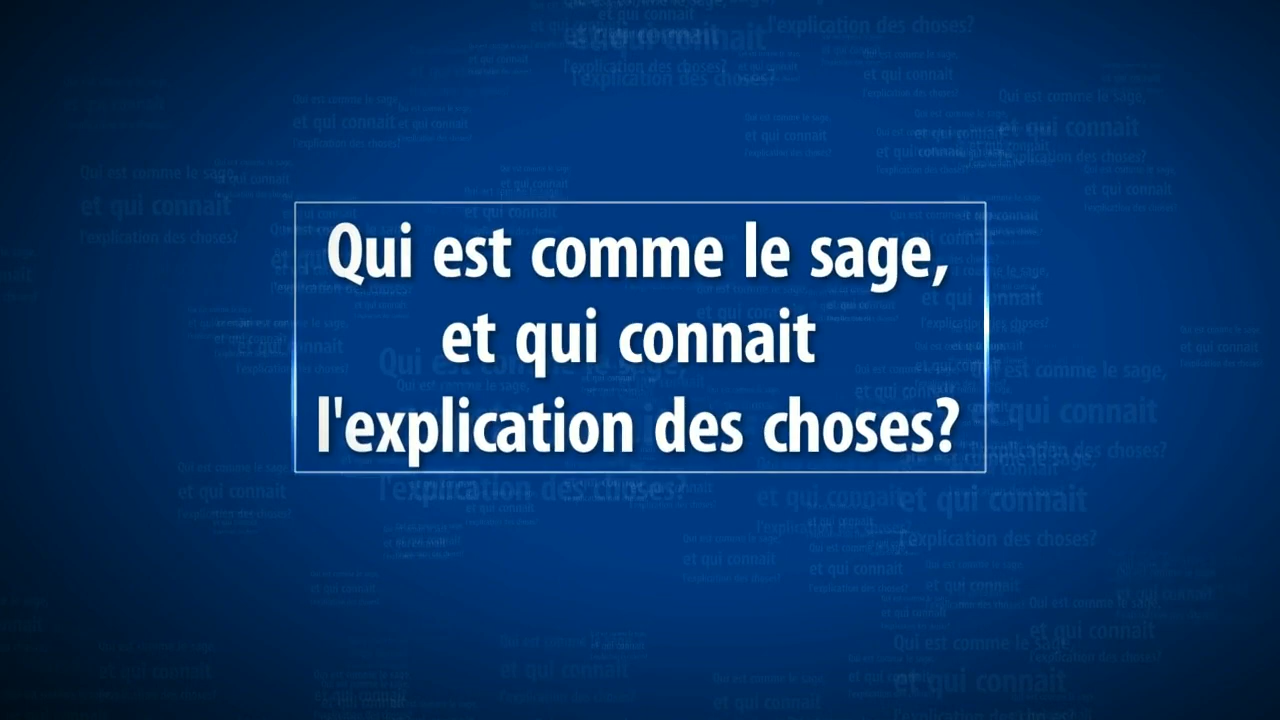 Qui est comme le sage,
et qui connait
l'explication des choses?